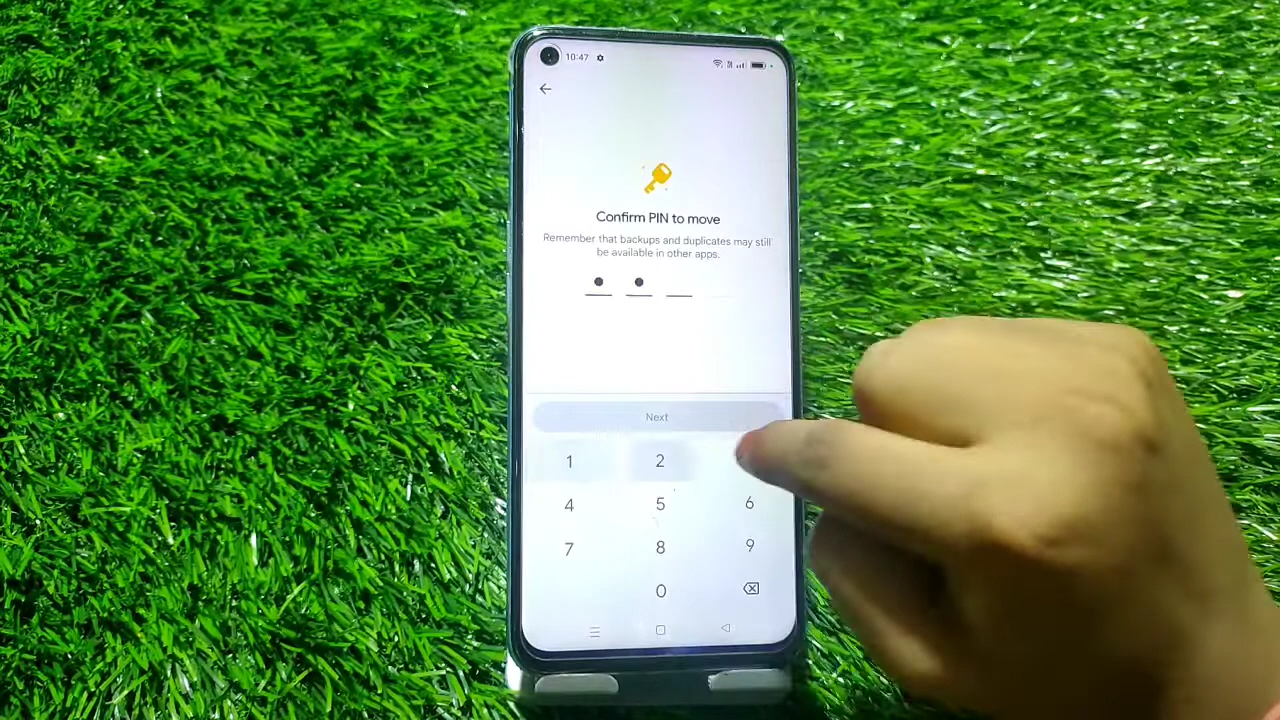 10:47
Confirm PIN to move
Remember that backups and duplicates may still
be available in other apps.
Next
1 2
4 5 6
7 8 9
0